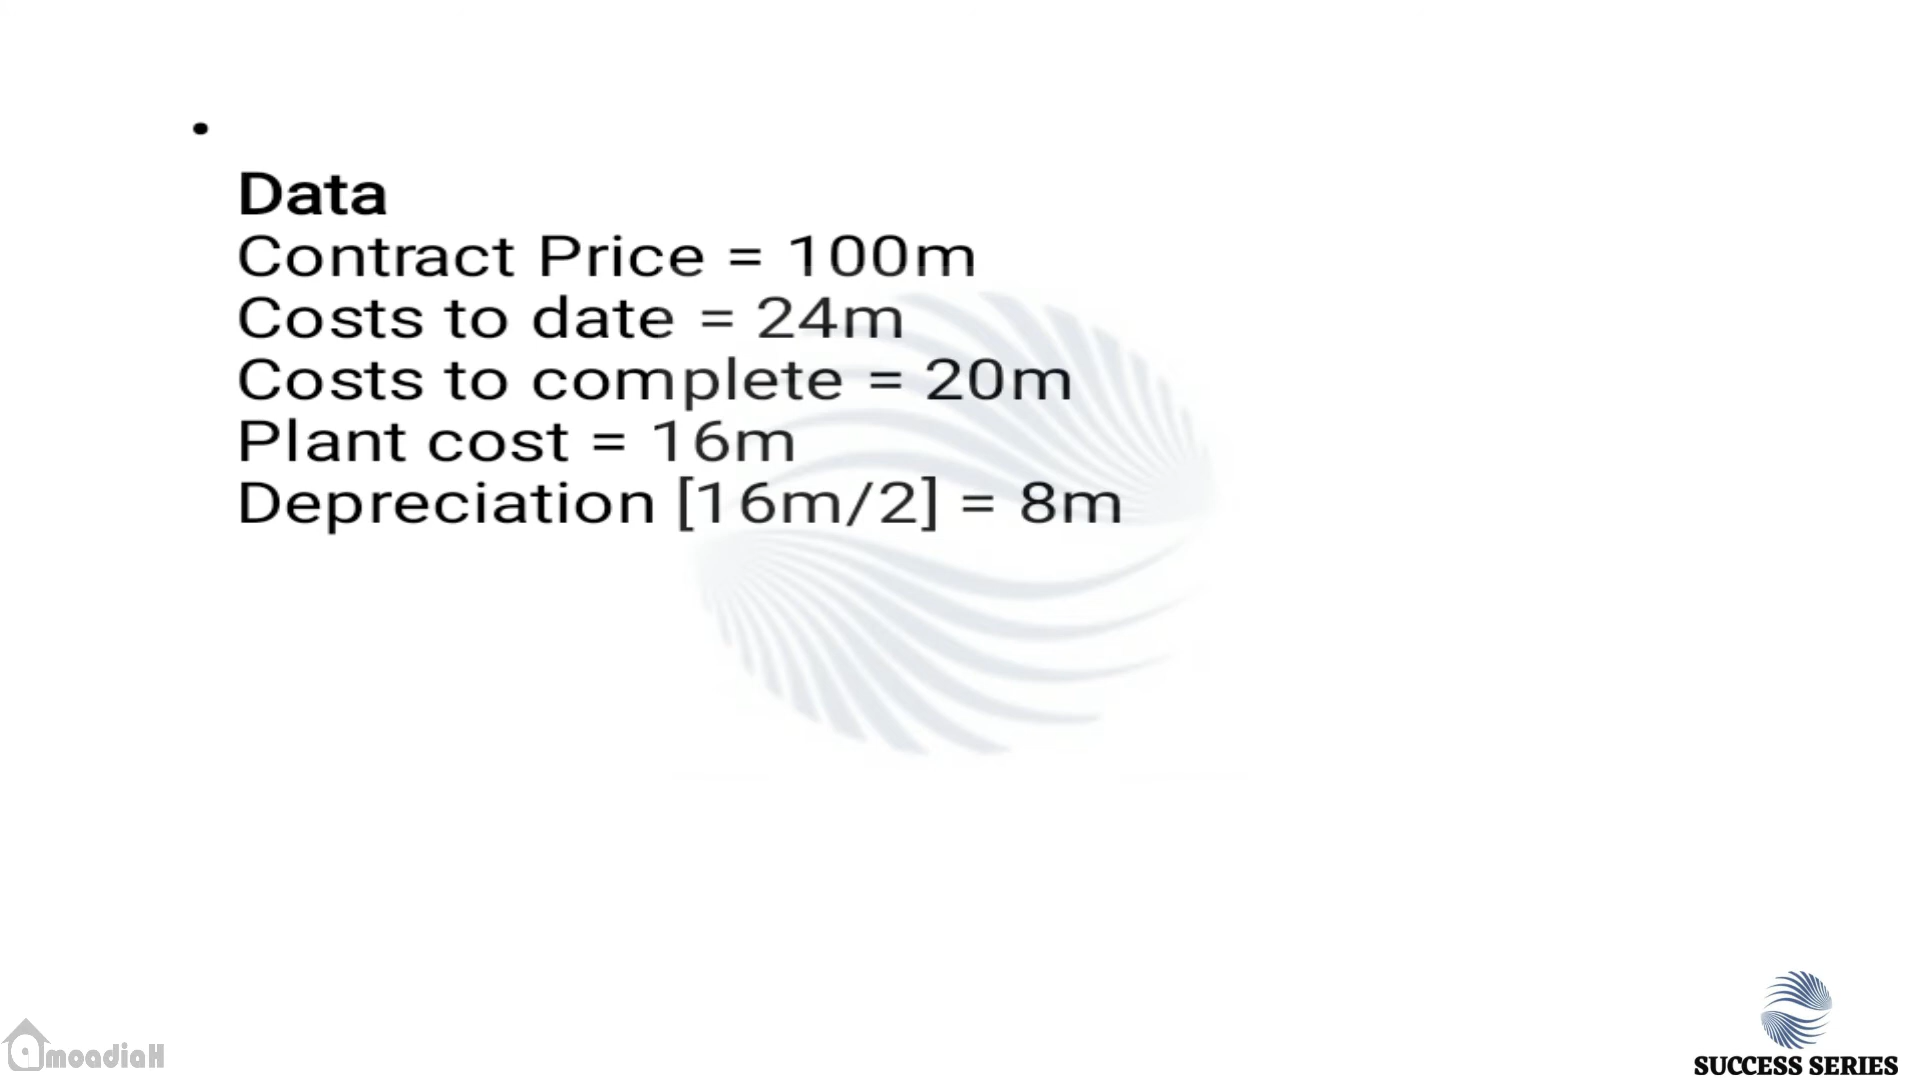 Data
Contract Price = 100m
Costs to date = 24m
Costs to complete = 20m
Plant cost = 16m
Depreciation [16m/2] = 8m
amoadiaH
SUCCESS SERIES